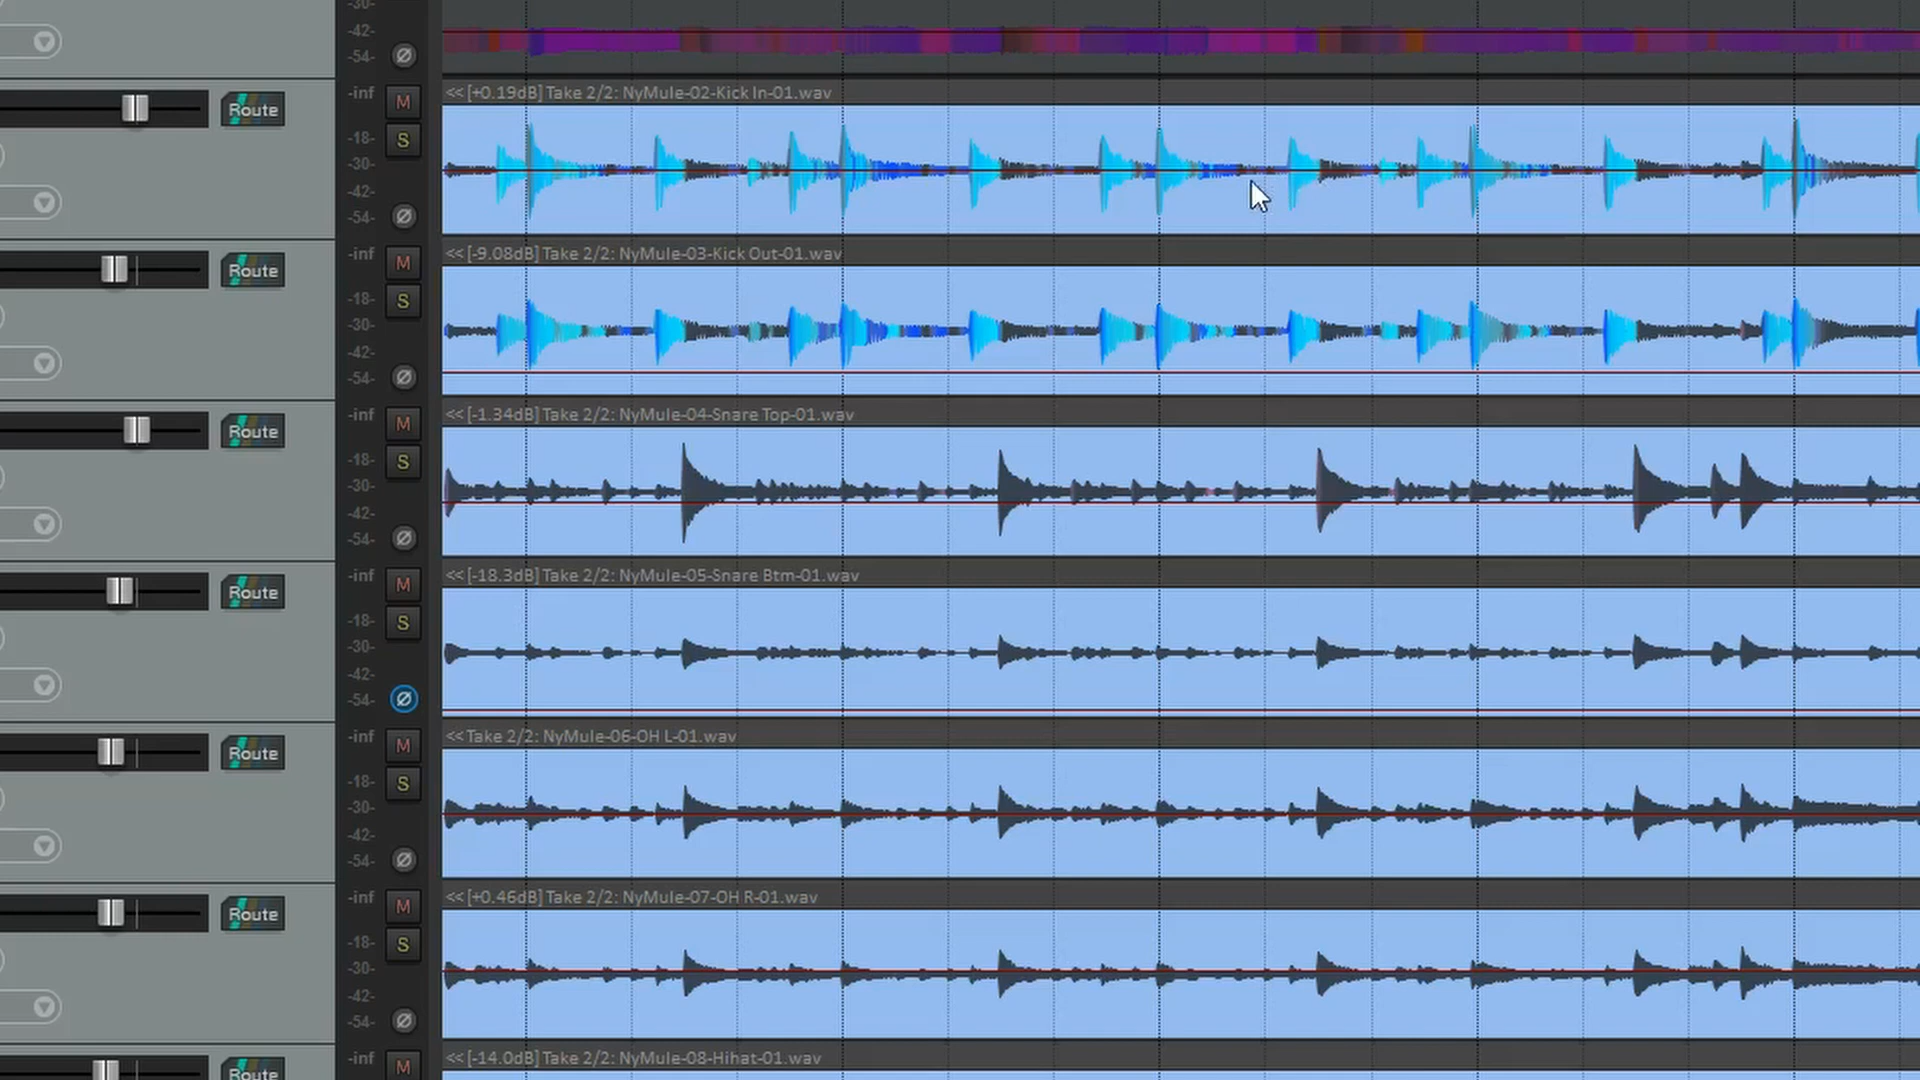 -30-
-42-
-54-
Ø
Route
-inf
M
<< [+0.19dB] Take 2/2: NyMule-02-Kick In-01.wav
-18-
S
-30-
-42-
-54-
Ø
Route
-inf
M
<< [-9.08dB] Take 2/2: NyMule-03-Kick Out-01.wav
-18-
S
-30-
-42-
-54-
Ø
Route
-inf
M
<< [-1.34dB] Take 2/2: NyMule-04-Snare Top-01.wav
-18-
S
-30-
-42-
-54-
Ø
Route
-inf
M
<< [-18.3dB] Take 2/2: NyMule-05-Snare Btm-01.wav
-18-
S
-30-
-42-
-54-
Ø
Route
-inf
M
<< Take 2/2: NyMule-06-OH L-01.wav
-18-
S
-30-
-42-
-54-
Ø
Route
-inf
M
<< [+0.46dB] Take 2/2: NyMule-07-OH R-01.wav
-18-
S
-30-
-42-
-54-
Ø
Route
-inf
M
<< [-14.0dB] Take 2/2: NyMule-08-Hihat-01.wav